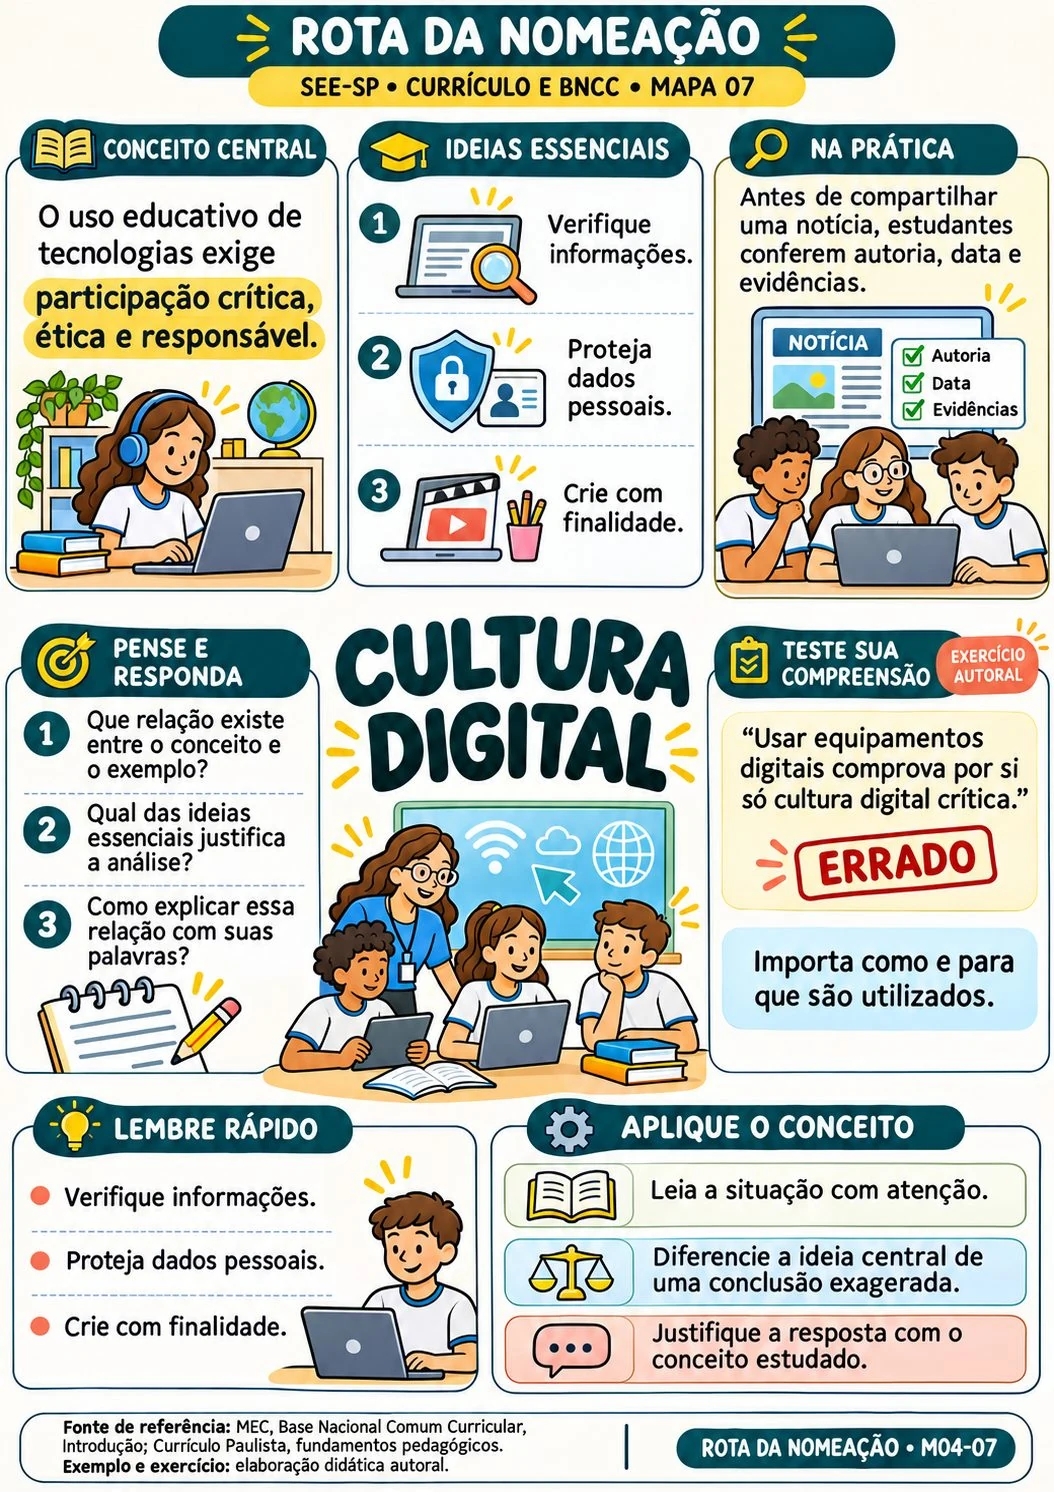 ROTA DA NOMEAÇÃO
SEE-SP • CURRÍCULO E BNCC • MAPA 07
CONCEITO CENTRAL
O uso educativo de
tecnologias exige
participação crítica,
ética e responsável.
IDEIAS ESSENCIAIS
1
Verifique
informações.
2
Proteja
dados
pessoais.
3
Crie com
finalidade.
NA PRÁTICA
Antes de compartilhar
uma notícia, estudantes
conferem autoria, data e
evidências.
NOTÍCIA
Autoria
Data
Evidências
PENSE E
RESPONDA
1
Que relação existe
entre o conceito e
o exemplo?
2
Qual das ideias
essenciais justifica
a análise?
3
Como explicar essa
relação com suas
palavras?
CULTURA
DIGITAL
TESTE SUA
COMPREENSÃO
EXERCÍCIO
AUTORAL
“Usar equipamentos
digitais comprova por si
só cultura digital crítica.”
ERRADO
Importa como e para
que são utilizados.
LEMBRE RÁPIDO
Verifique informações.
Proteja dados pessoais.
Crie com finalidade.
APLIQUE O CONCEITO
Leia a situação com atenção.
Diferencie a ideia central de
uma conclusão exagerada.
Justifique a resposta com o
conceito estudado.
Fonte de referência: MEC, Base Nacional Comum Curricular,
Introdução; Currículo Paulista, fundamentos pedagógicos.
Exemplo e exercício: elaboração didática autoral.
ROTA DA NOMEAÇÃO • M04-07